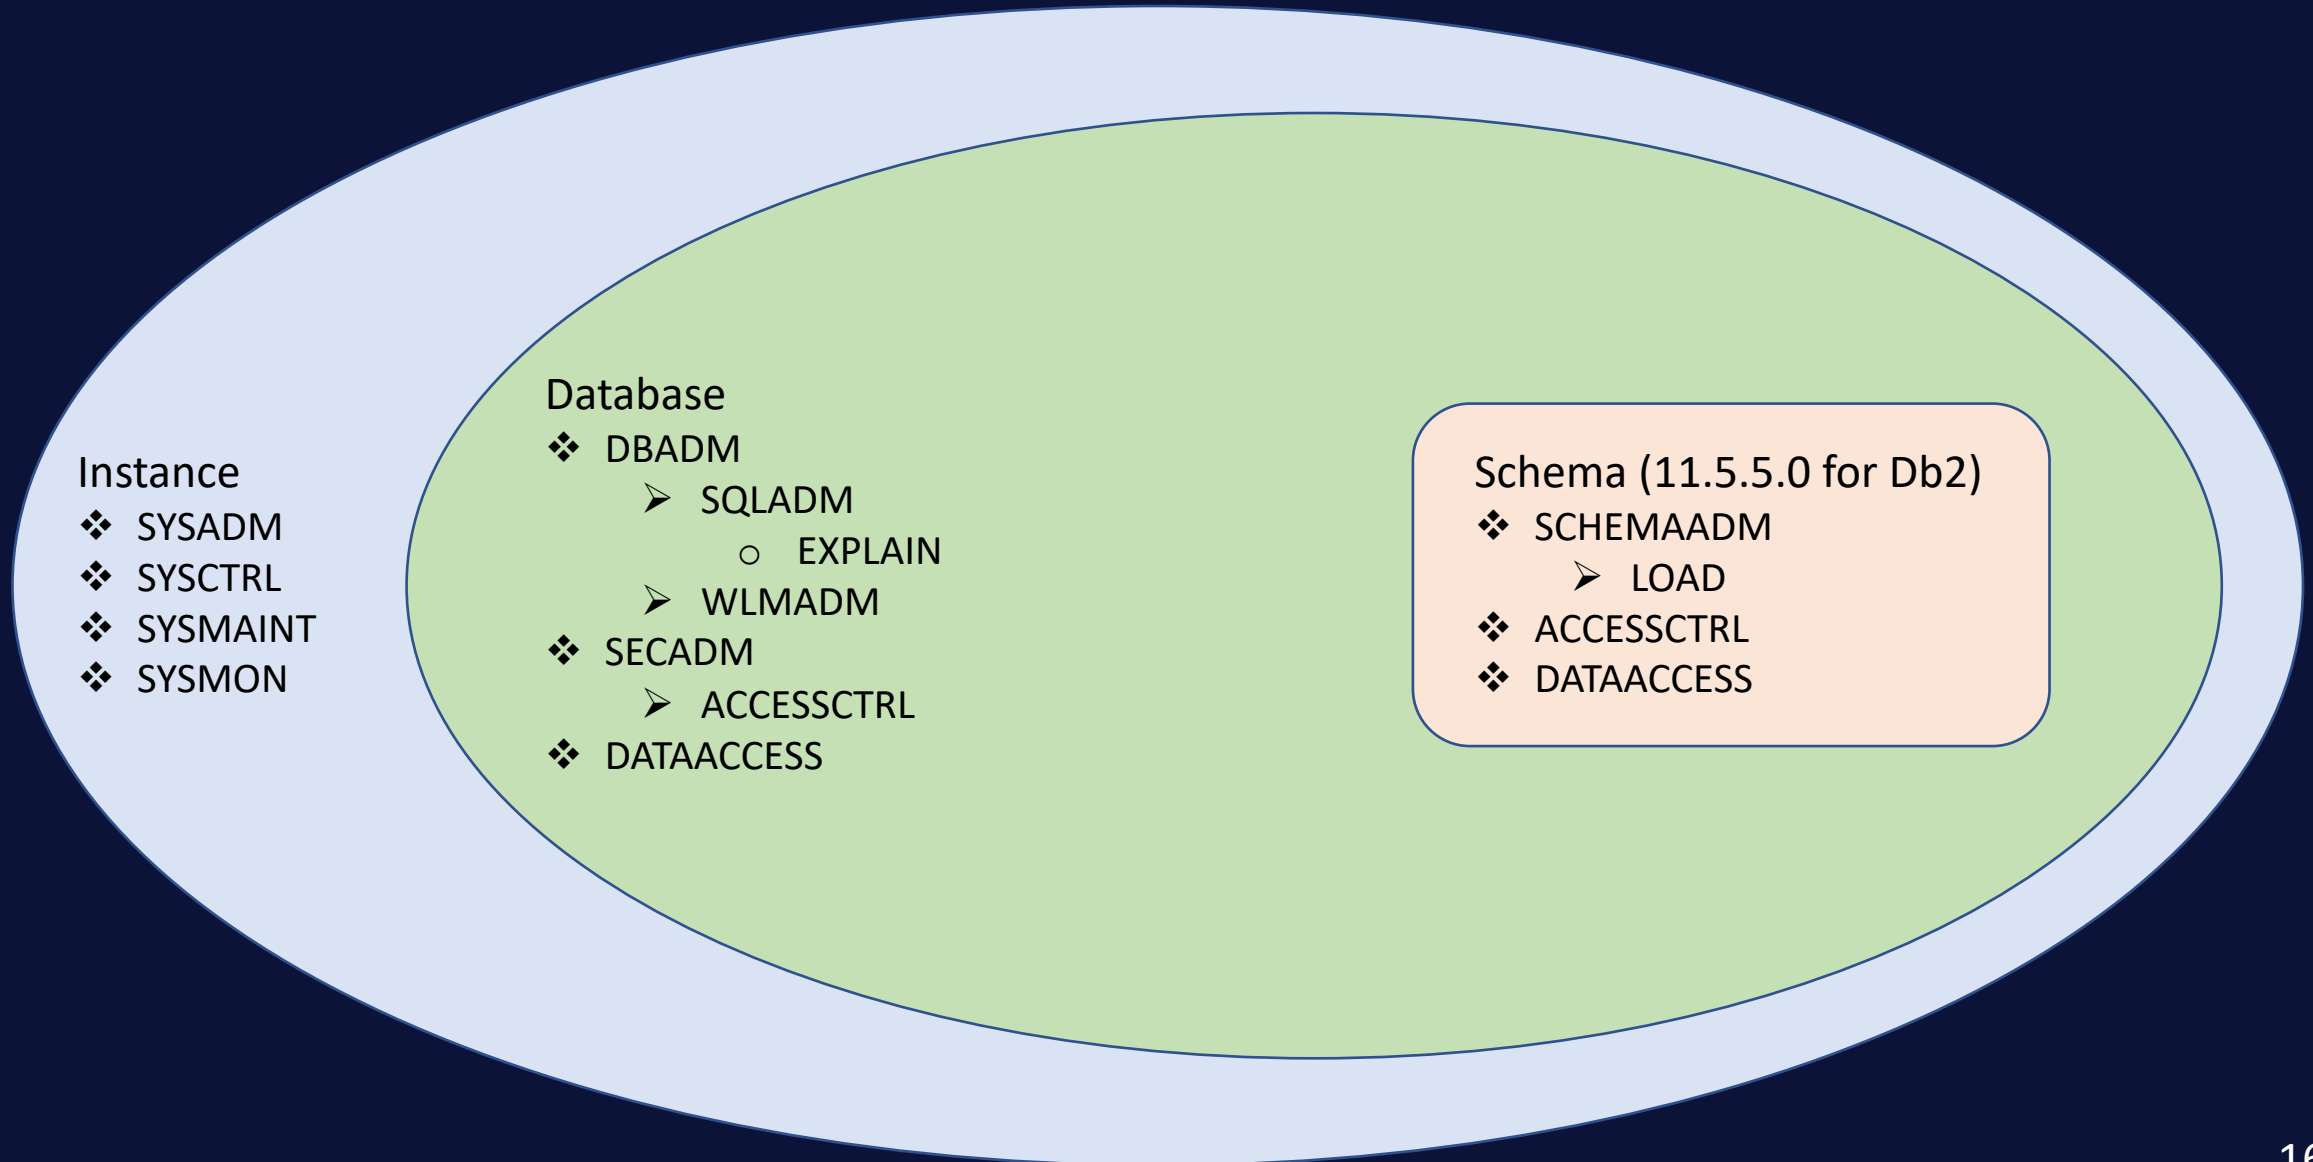 Instance
❖ SYSADM
❖ SYSCTRL
❖ SYSMAINT
❖ SYSMON
Database
❖ DBADM
➢ SQLADM
o EXPLAIN
➢ WLMADM
❖ SECADM
➢ ACCESSCTRL
❖ DATAACCESS
Schema (11.5.5.0 for Db2)
❖ SCHEMAADM
➢ LOAD
❖ ACCESSCTRL
❖ DATAACCESS
16